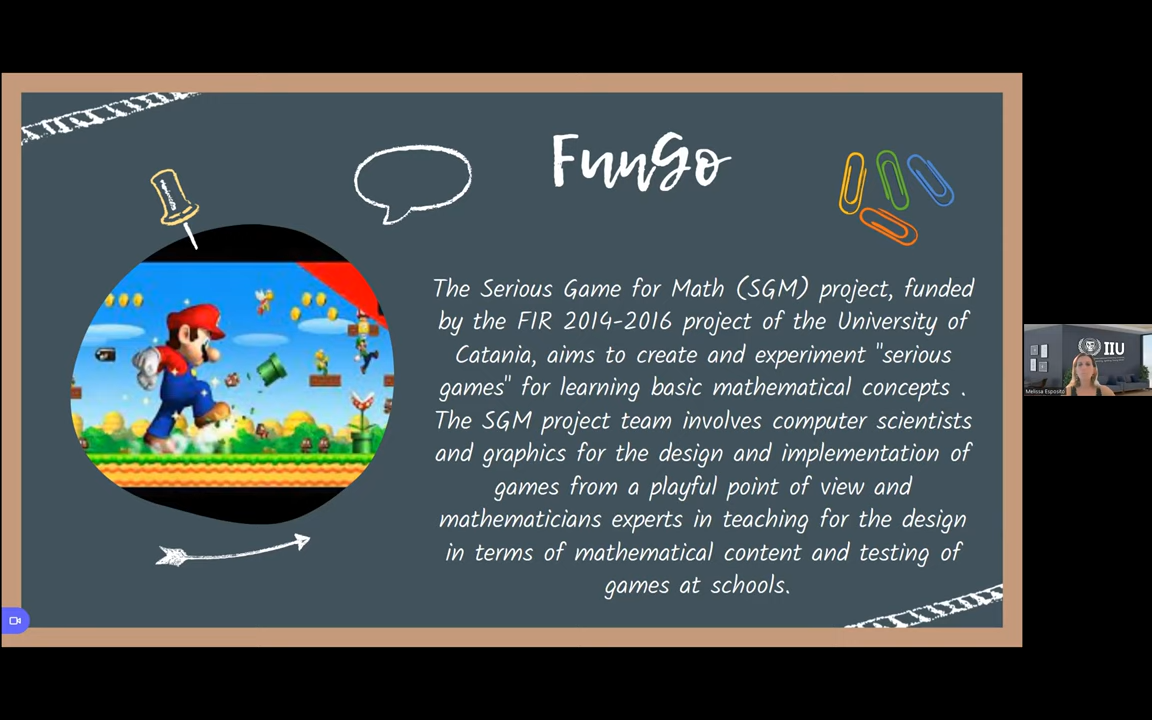 FunGo
The Serious Game for Math (SGM) project, funded
by the FIR 2014-2016 project of the University of
Catania, aims to create and experiment "serious
games" for learning basic mathematical concepts .
The SGM project team involves computer scientists
and graphics for the design and implementation of
games from a playful point of view and
mathematicians experts in teaching for the design
in terms of mathematical content and testing of
games at schools.
IIU
Melissa Esposito